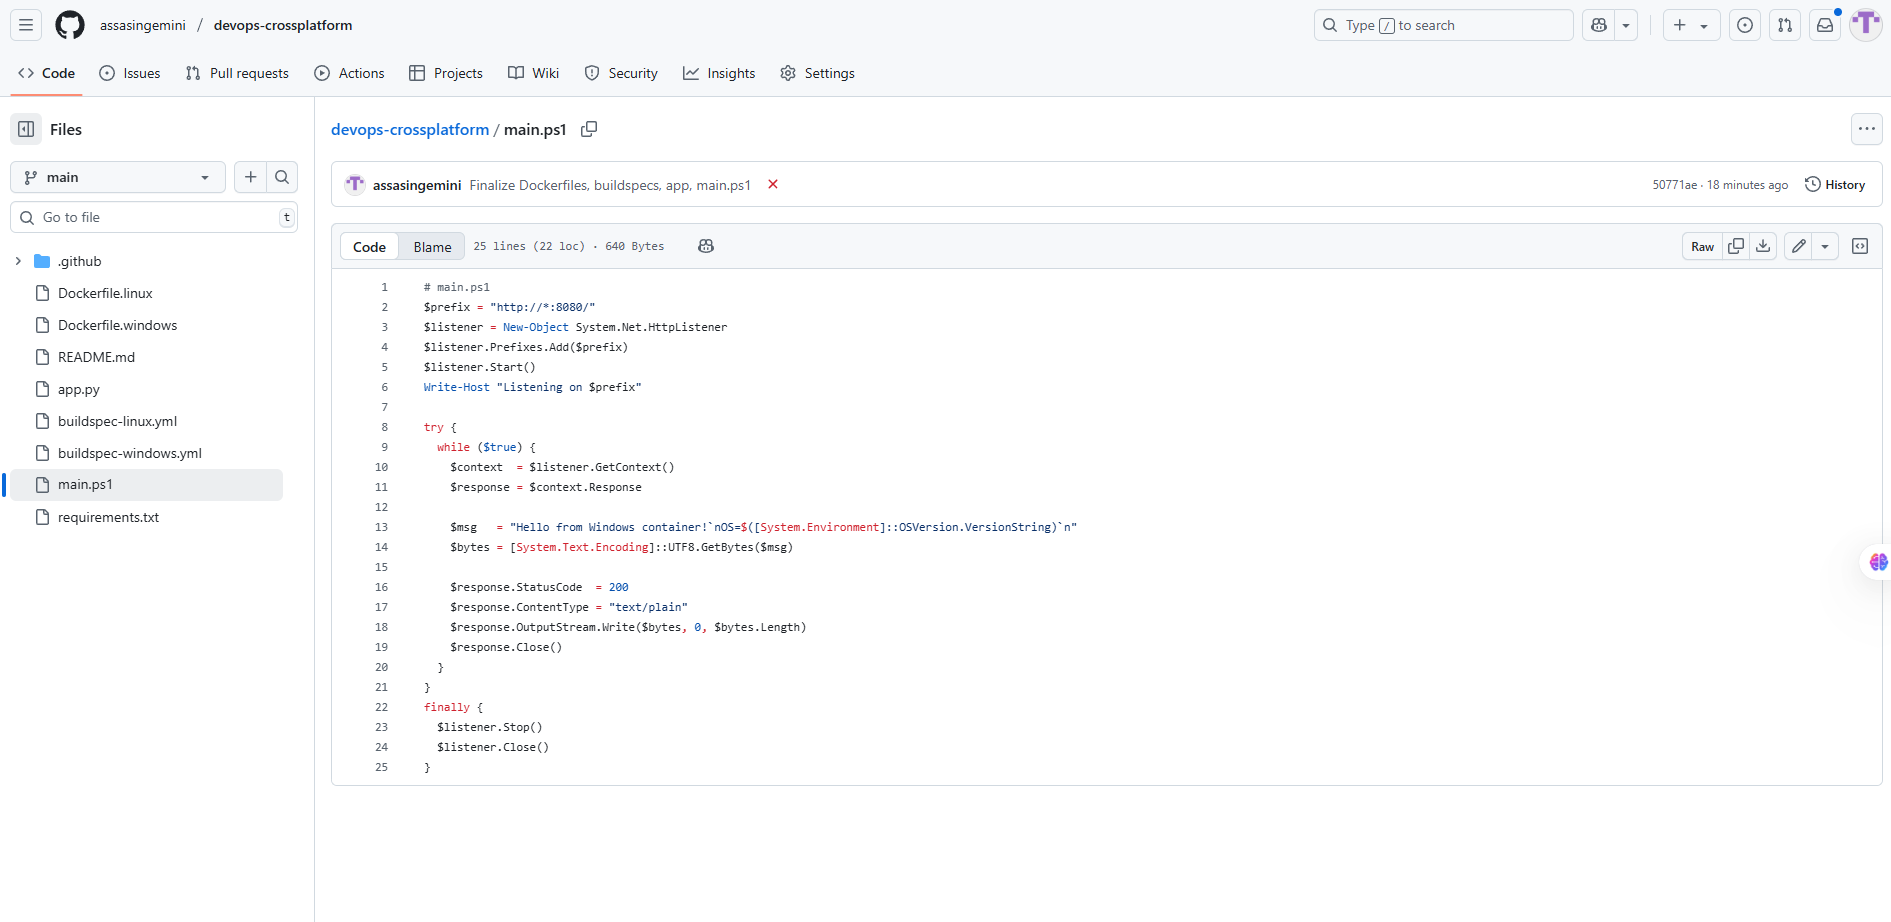 assasingemini / devops-crossplatform
Type / to search
Code Issues Pull requests Actions Projects Wiki Security Insights Settings
Files
main
Go to file t
.github
Dockerfile.linux
Dockerfile.windows
README.md
app.py
buildspec-linux.yml
buildspec-windows.yml
main.ps1
requirements.txt
devops-crossplatform / main.ps1
assasingemini Finalize Dockerfiles, buildspecs, app, main.ps1
50771ae · 18 minutes ago History
Code Blame 25 lines (22 loc) · 640 Bytes
Raw
1 # main.ps1
2 $prefix = "http://*:8080/"
3 $listener = New-Object System.Net.HttpListener
4 $listener.Prefixes.Add($prefix)
5 $listener.Start()
6 Write-Host "Listening on $prefix"
7
8 try {
9   while ($true) {
10     $context  = $listener.GetContext()
11     $response = $context.Response
12
13     $msg   = "Hello from Windows container!`nOS=$([System.Environment]::OSVersion.VersionString)`n"
14     $bytes = [System.Text.Encoding]::UTF8.GetBytes($msg)
15
16     $response.StatusCode  = 200
17     $response.ContentType = "text/plain"
18     $response.OutputStream.Write($bytes, 0, $bytes.Length)
19     $response.Close()
20   }
21 }
22 finally {
23   $listener.Stop()
24   $listener.Close()
25 }